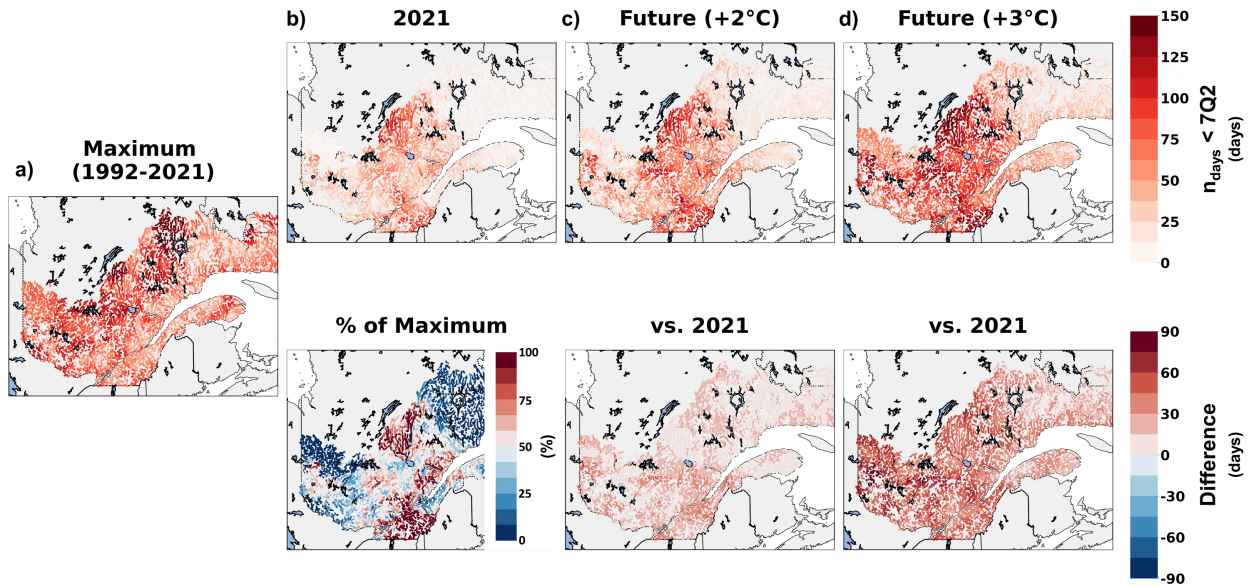 b)
2021
c)
Future (+2°C)
d)
Future (+3°C)
150
125
100
75
50
25
0
n_days < 7Q2
(days)
a)
Maximum
(1992-2021)
% of Maximum
100
75
50
25
0
(%)
vs. 2021
vs. 2021
90
60
30
0
-30
-60
-90
Difference
(days)